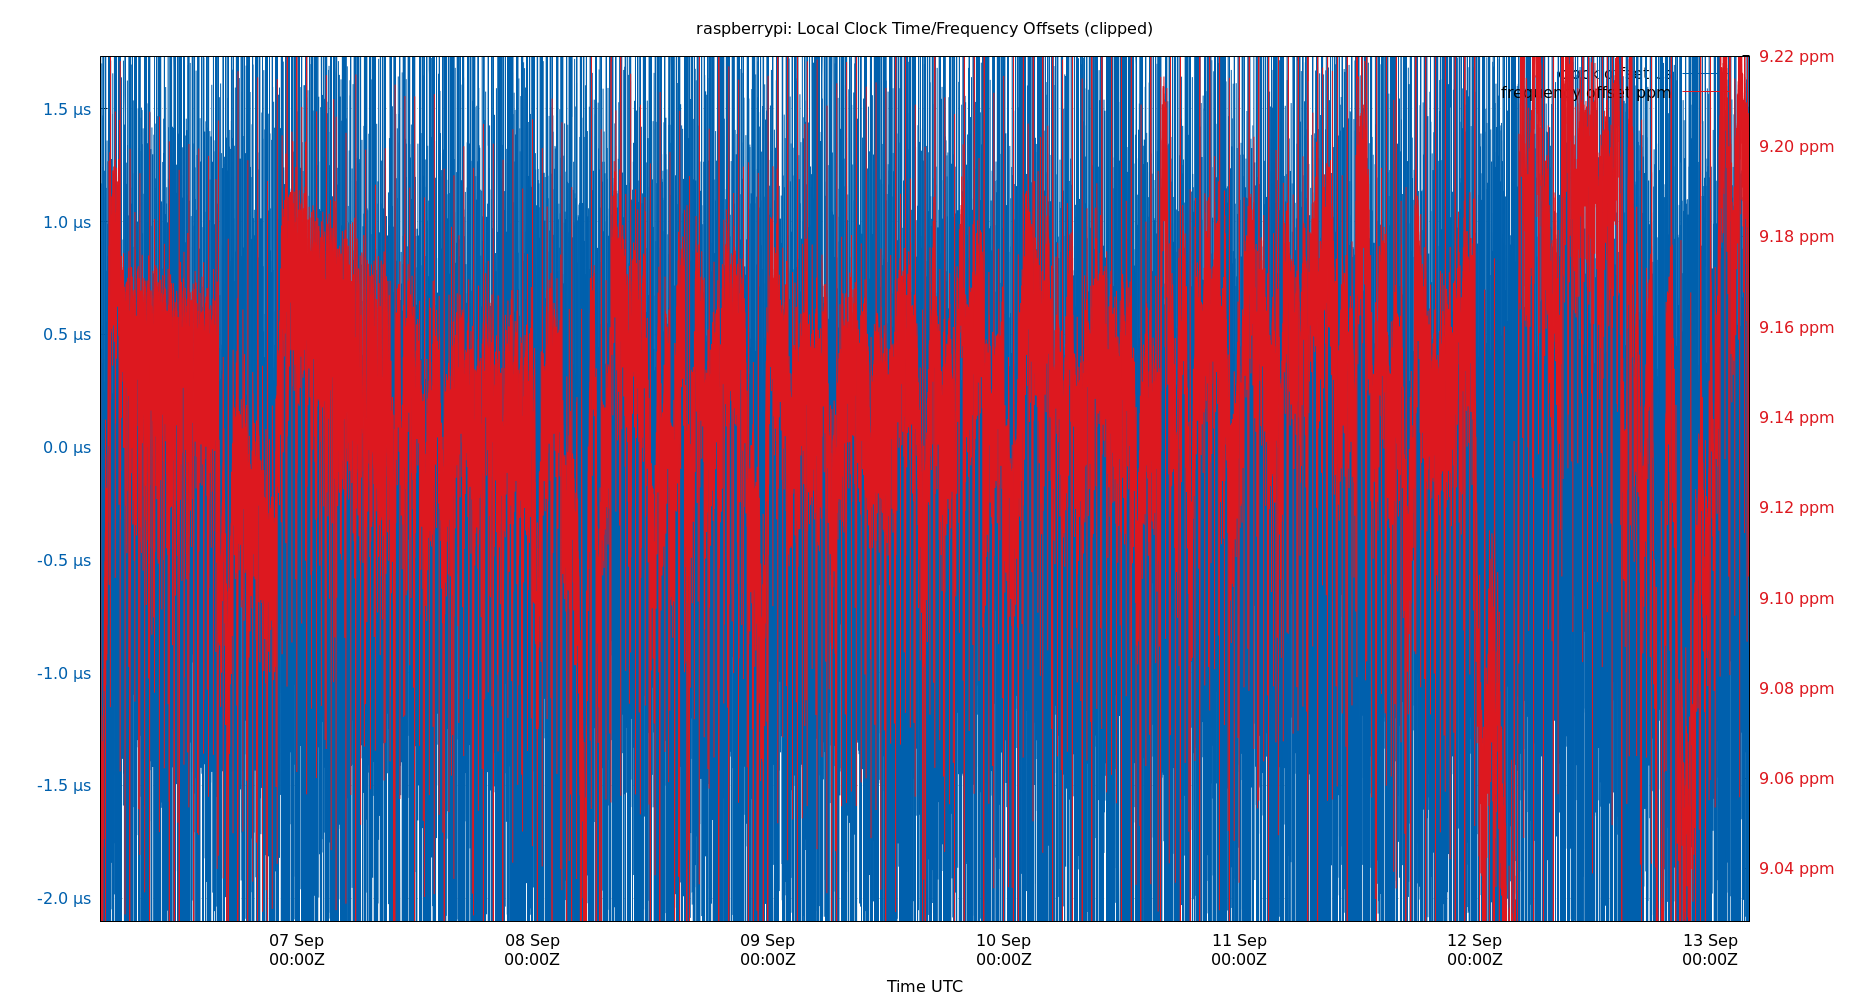 raspberrypi: Local Clock Time/Frequency Offsets (clipped)
9.22 ppm
frequency offset ppm
1.5 µs
9.20 ppm
1.0 µs
9.18 ppm
0.5 µs
9.16 ppm
0.0 µs
9.14 ppm
9.12 ppm
-0.5 µs
9.10 ppm
-1.0 µs
9.08 ppm
-1.5 µs
9.06 ppm
9.04 ppm
-2.0 µs
07 Sep 08 Sep 09 Sep 10 Sep 11 Sep 12 Sep 13 Sep
00:00Z 00:00Z 00:00Z 00:00Z 00:00Z 00:00Z 00:00Z
Time UTC